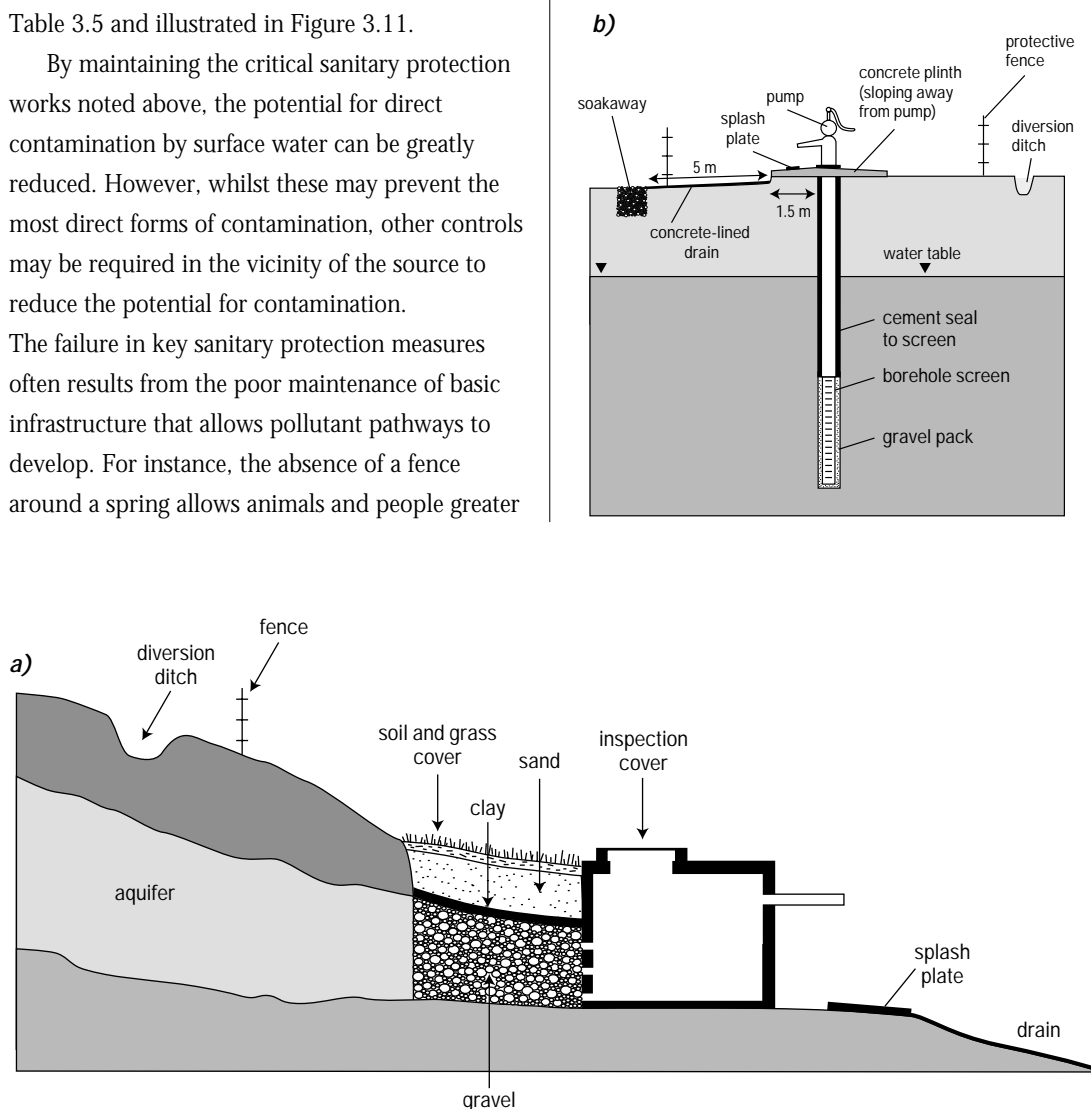 Table 3.5 and illustrated in Figure 3.11.
By maintaining the critical sanitary protection
works noted above, the potential for direct
contamination by surface water can be greatly
reduced. However, whilst these may prevent the
most direct forms of contamination, other controls
may be required in the vicinity of the source to
reduce the potential for contamination.
The failure in key sanitary protection measures
often results from the poor maintenance of basic
infrastructure that allows pollutant pathways to
develop. For instance, the absence of a fence
around a spring allows animals and people greater
b)
protective
fence
concrete plinth
(sloping away
from pump)
pump
soakaway
splash
plate
diversion
ditch
5 m
1.5 m
concrete-lined
drain
water table
cement seal
to screen
borehole screen
gravel pack
a)
fence
diversion
ditch
soil and grass
cover
sand
inspection
cover
clay
aquifer
splash
plate
drain
gravel